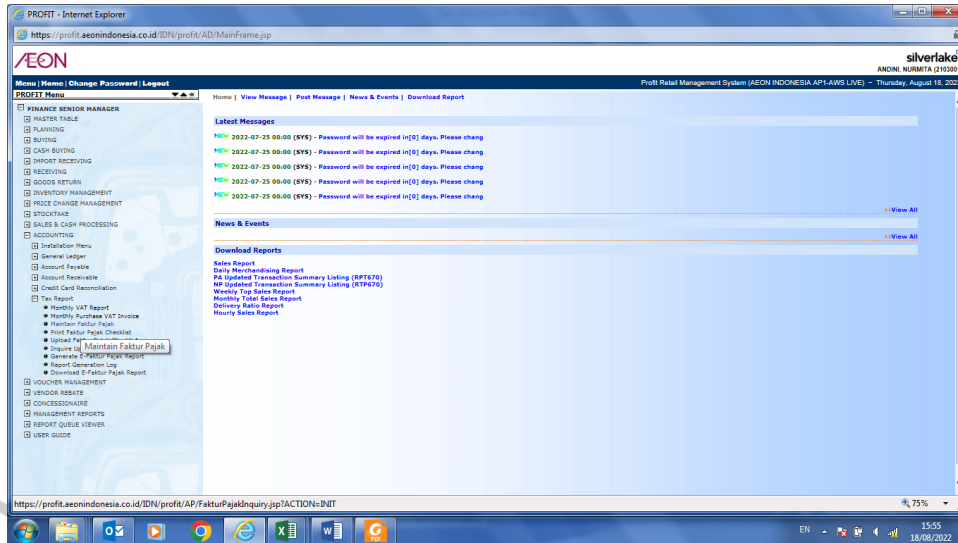 PROFIT - Internet Explorer
https://profit.aeonindonesia.co.id/IDN/profit/AD/MainFrame.jsp
ÆON
silverlake
ANDINI, NURMITA (210300
Menu | Home | Change Password | Logout
Profit Retail Management System (AEON INDONESIA AP1-AWS LIVE) - Thursday, August 18, 202
PROFIT Menu
Home | View Message | Post Message | News & Events | Download Report
FINANCE SENIOR MANAGER
MASTER TABLE
PLANNING
BUYING
CASH BUYING
IMPORT RECEIVING
RECEIVING
GOODS RETURN
INVENTORY MANAGEMENT
PRICE CHANGE MANAGEMENT
STOCKTAKE
SALES & CASH PROCESSING
ACCOUNTING
Installation Menu
General Ledger
Account Payable
Account Receivable
Credit Card Reconciliation
Tax Report
Monthly VAT Report
Monthly Purchase VAT Invoice
Maintain Faktur Pajak
Print Faktur Pajak Checklist
Upload
Inquire
Maintain Faktur Pajak
Generate E-Faktur Pajak Report
Report Generation Log
Download E-Faktur Pajak Report
VOUCHER MANAGEMENT
VENDOR REBATE
CONCESSIONAIRE
MANAGEMENT REPORTS
REPORT QUEUE VIEWER
USER GUIDE
Latest Messages
NEW 2022-07-25 00:00 (SYS) - Password will be expired in[0] days. Please chang
NEW 2022-07-25 00:00 (SYS) - Password will be expired in[0] days. Please chang
NEW 2022-07-25 00:00 (SYS) - Password will be expired in[0] days. Please chang
NEW 2022-07-25 00:00 (SYS) - Password will be expired in[0] days. Please chang
NEW 2022-07-25 00:00 (SYS) - Password will be expired in[0] days. Please chang
View All
News & Events
View All
Download Reports
Sales Report
Daily Merchandising Report
PA Updated Transaction Summary Listing (RPT670)
NP Updated Transaction Summary Listing (RTP670)
Weekly Top Sales Report
Monthly Total Sales Report
Delivery Ratio Report
Hourly Sales Report
https://profit.aeonindonesia.co.id/IDN/profit/AP/FakturPajakInquiry.jsp?ACTION=INIT
75%
EN
15:55
18/08/2022